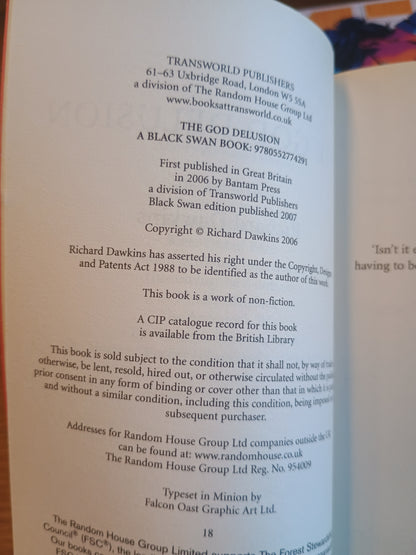 TRANSWORLD PUBLISHERS
61–63 Uxbridge Road, London W5 5SA
a division of The Random House Group Ltd
www.booksattransworld.co.uk
THE GOD DELUSION
A BLACK SWAN BOOK: 9780552774291
First published in Great Britain
in 2006 by Bantam Press
a division of Transworld Publishers
Black Swan edition published 2007
Copyright © Richard Dawkins 2006
Richard Dawkins has asserted his right under the Copyright, Designs
and Patents Act 1988 to be identified as the author of this work.
This book is a work of non-fiction.
A CIP catalogue record for this book
is available from the British Library
This book is sold subject to the condition that it shall not, by way of trade or
otherwise, be lent, resold, hired out, or otherwise circulated without the
prior consent in any form of binding or cover other than that in which it is
and without a similar condition, including this condition, being imposed
subsequent purchaser.
Addresses for Random House Group Ltd companies outside the UK
can be found at: www.randomhouse.co.uk
The Random House Group Ltd Reg. No. 954009
Typeset in Minion by
Falcon Oast Graphic Art Ltd.
18
The Random House Group Limited supports The Forest Stewardship
Council® (FSC®), the
Our books
FSC
'Isn't it
having to be